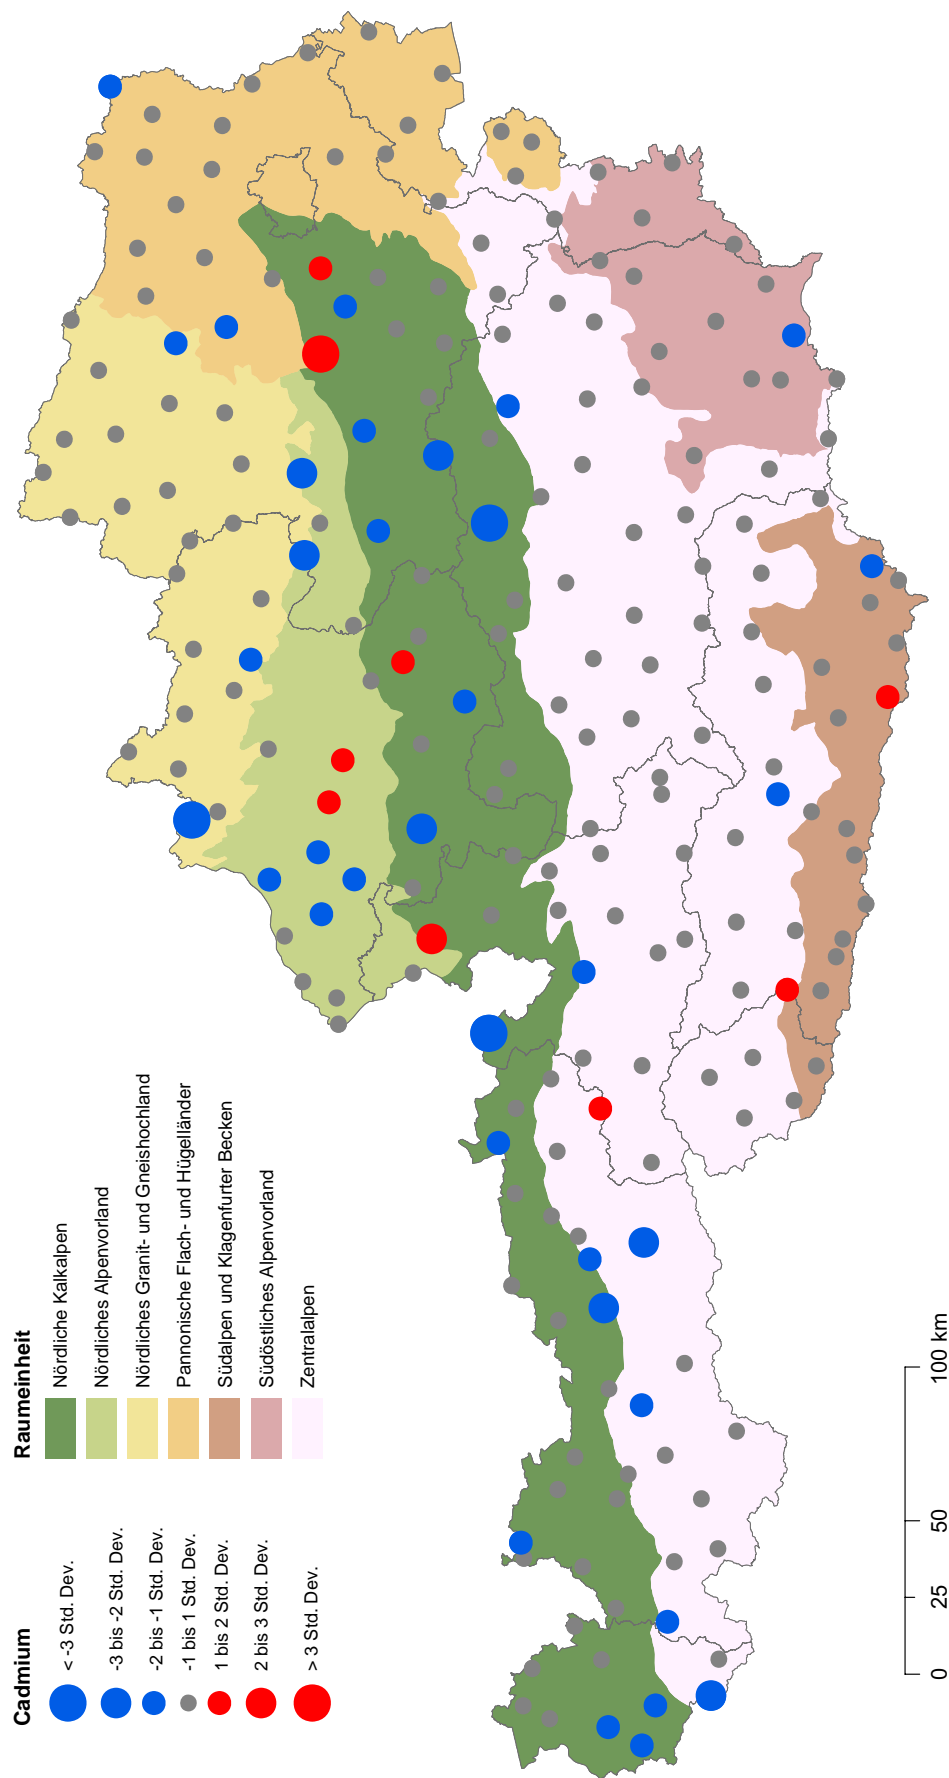 Cadmium
< -3 Std. Dev.
-3 bis -2 Std. Dev.
-2 bis -1 Std. Dev.
-1 bis 1 Std. Dev.
1 bis 2 Std. Dev.
2 bis 3 Std. Dev.
> 3 Std. Dev.
Raumeinheit
Nördliche Kalkalpen
Nördliches Alpenvorland
Nördliches Granit- und Gneishochland
Pannonische Flach- und Hügelländer
Südalpen und Klagenfurter Becken
Südöstliches Alpenvorland
Zentralalpen
0 25 50 100 km